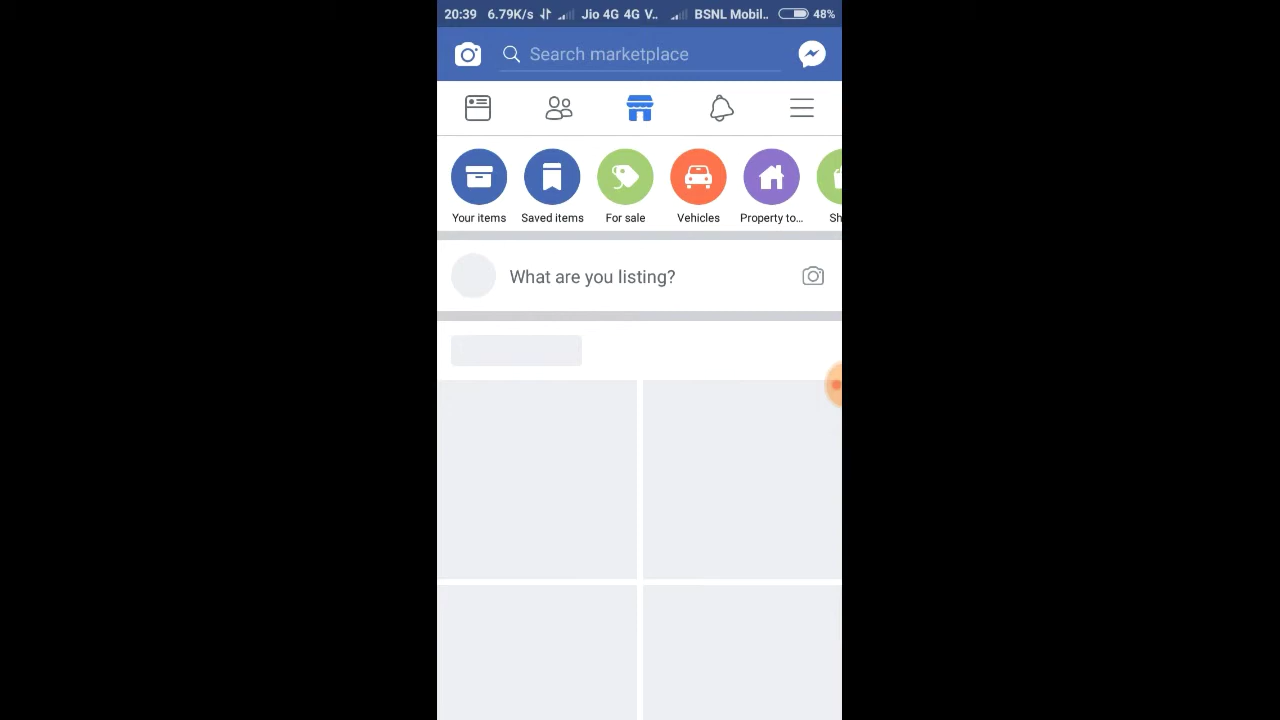 20:39 6.79K/s Jio 4G 4G V.. BSNL Mobil.. 48%
Search marketplace
Your items Saved items For sale Vehicles Property to... Sh
What are you listing?